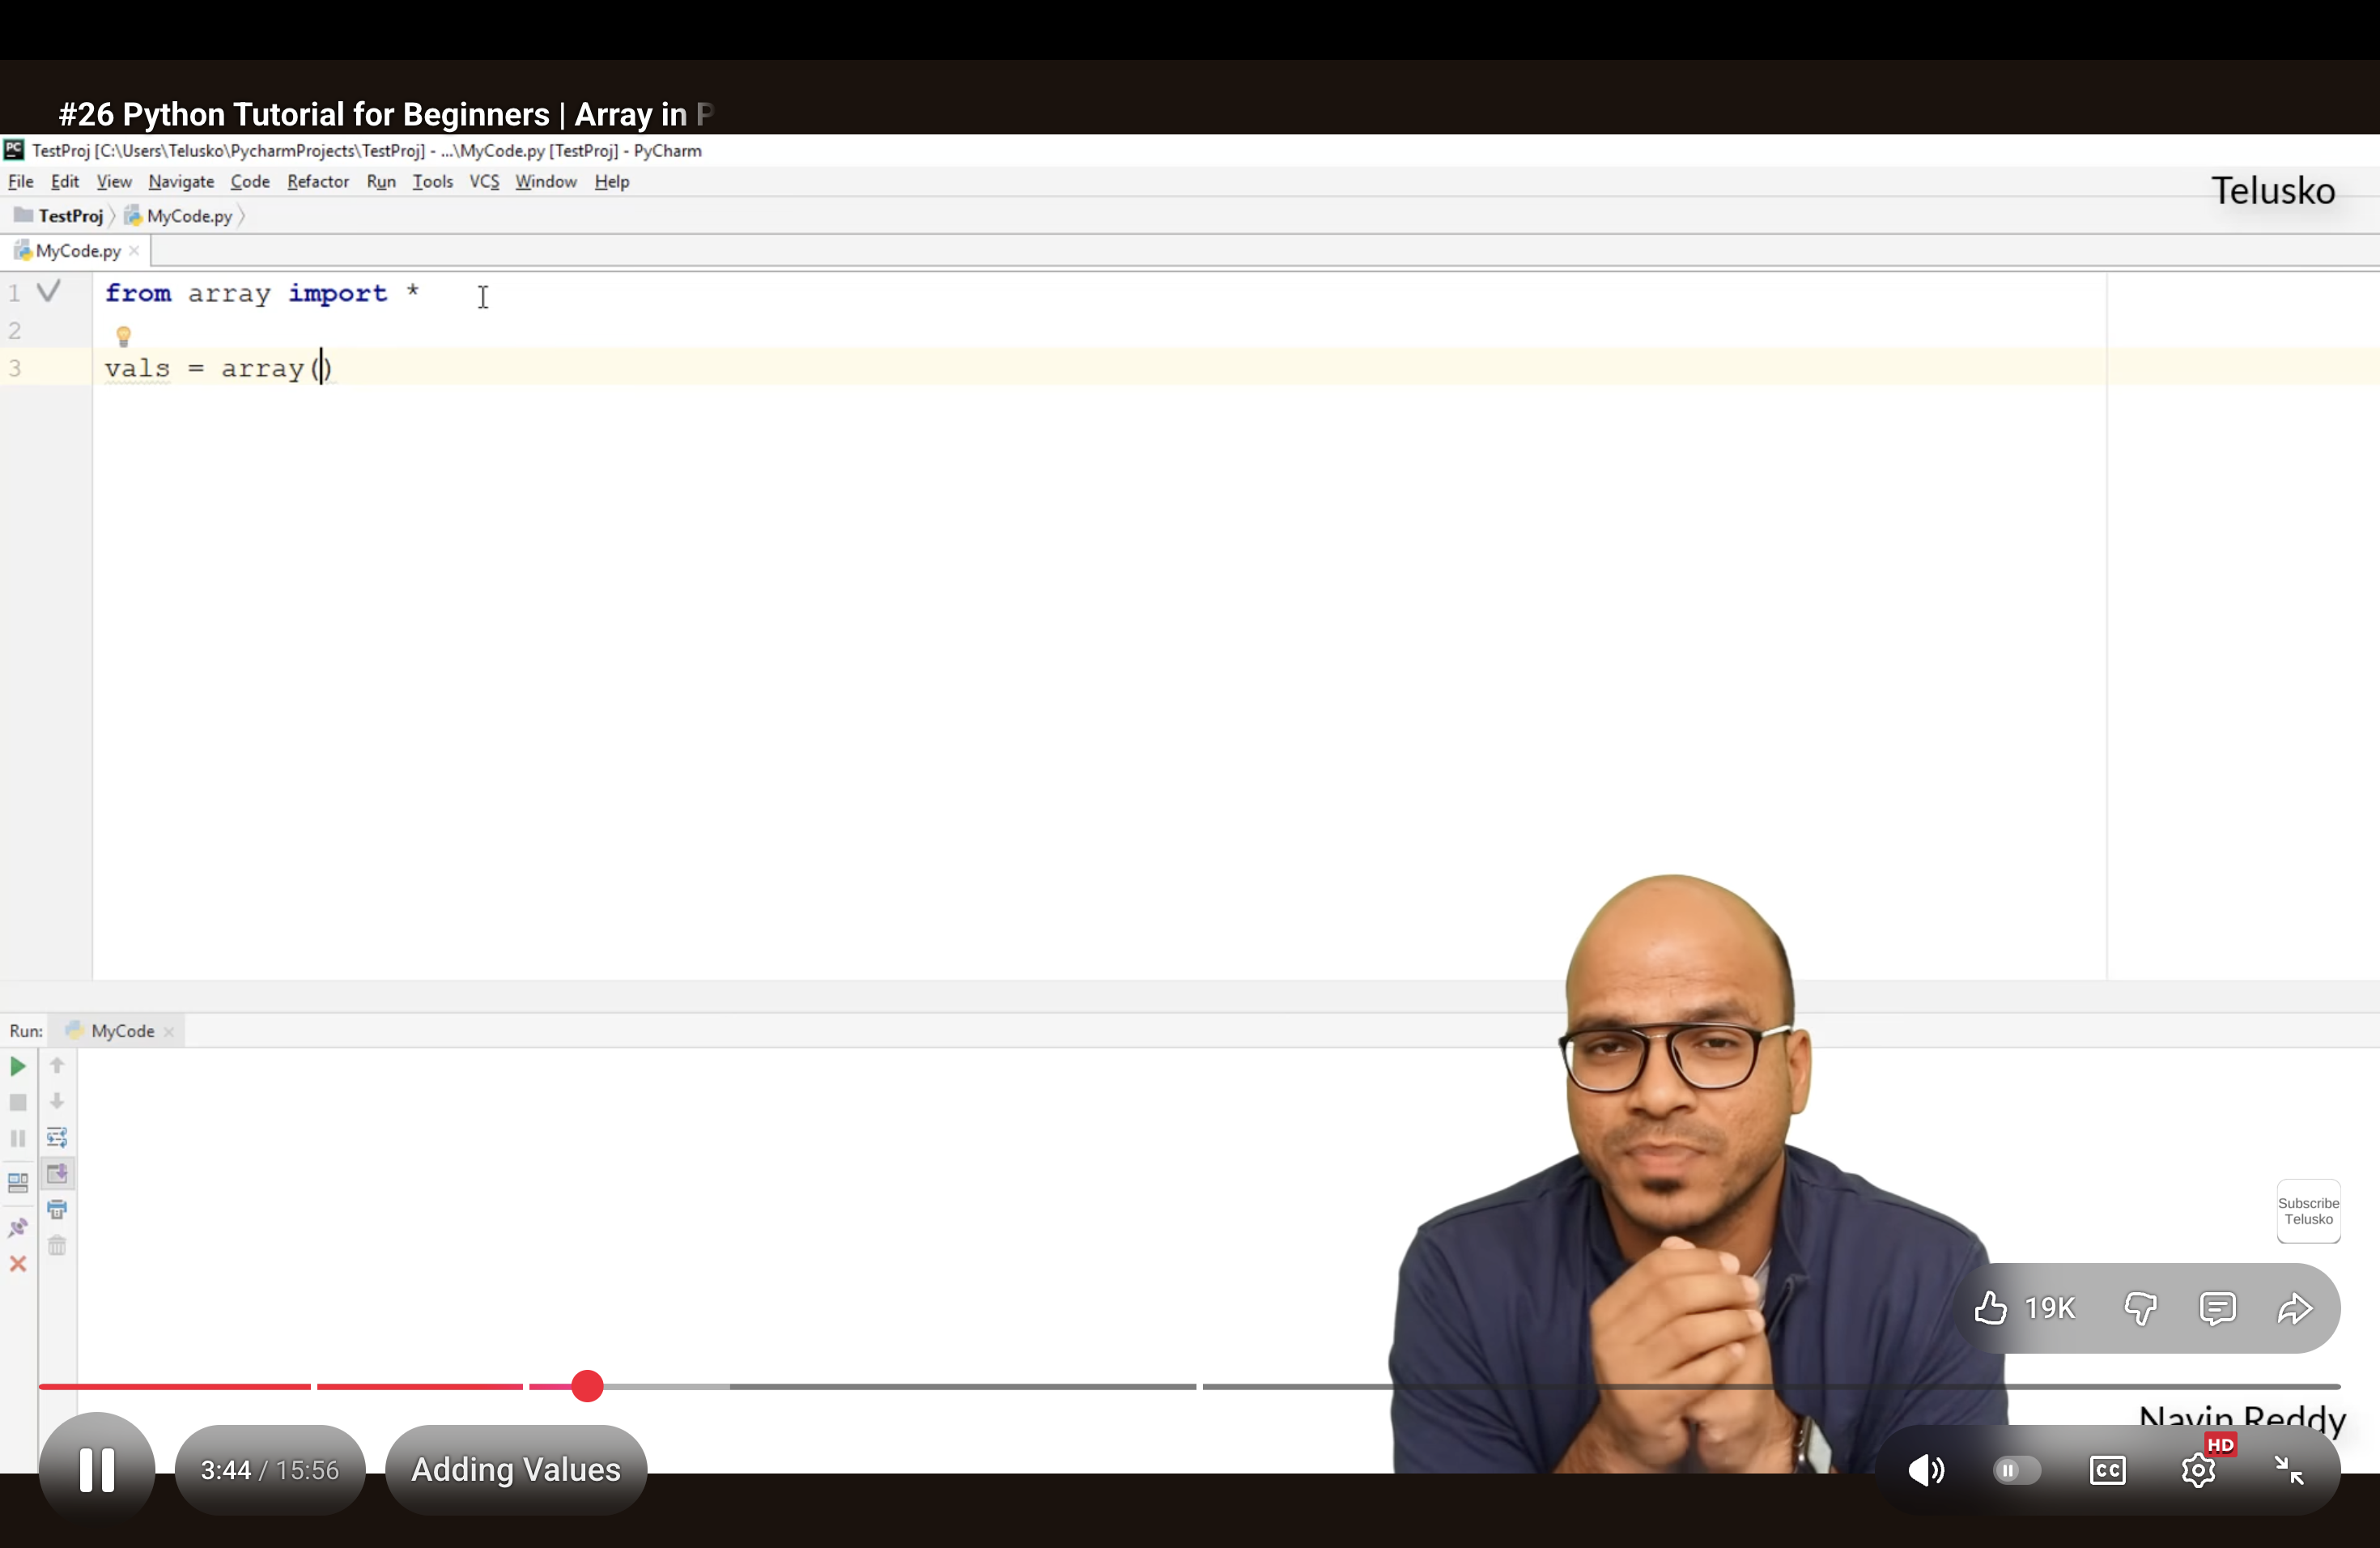 #26 Python Tutorial for Beginners | Array in P
TestProj [C:\Users\Telusko\PycharmProjects\TestProj] - ...\MyCode.py [TestProj] - PyCharm
File Edit View Navigate Code Refactor Run Tools VCS Window Help
Telusko
TestProj MyCode.py
MyCode.py
1 from array import *
2
3 vals = array()
Run: MyCode
Subscribe
Telusko
19K
Navin Reddy
HD
3:44 / 15:56 Adding Values
CC